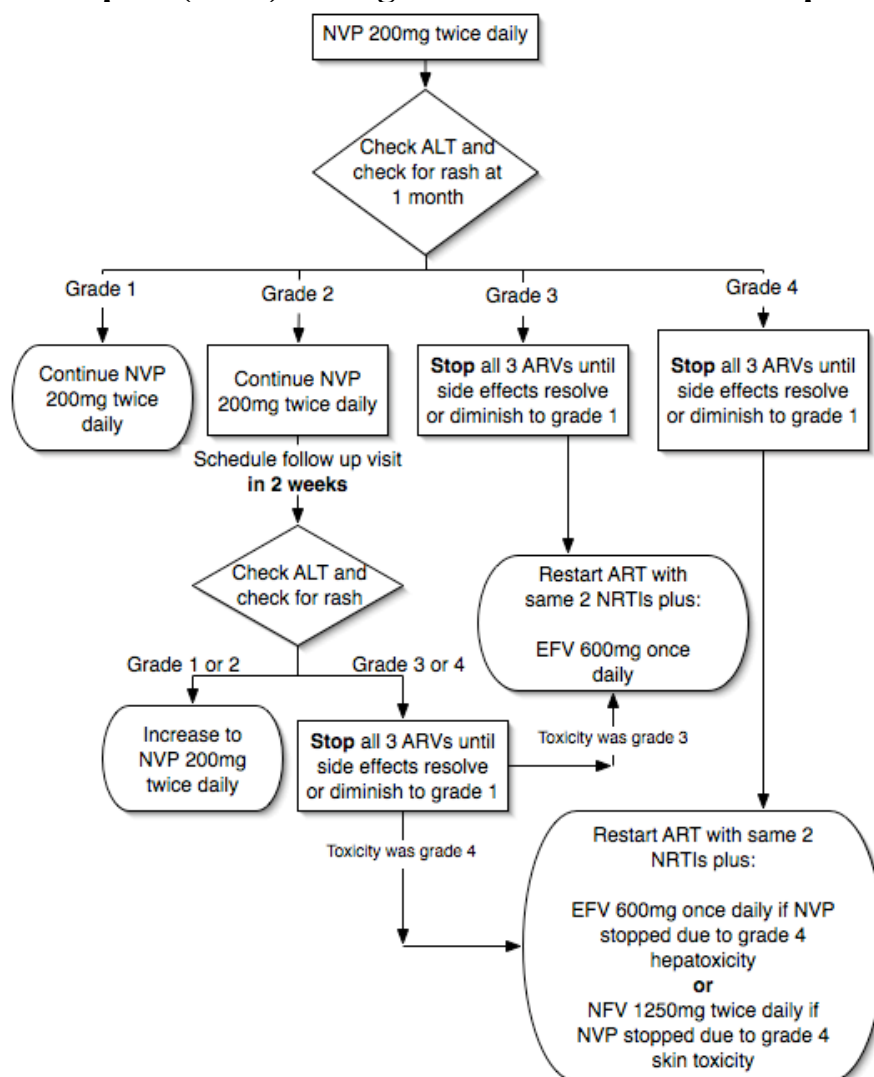 NVP 200mg twice daily
Check ALT and
check for rash at
1 month
Grade 1
Grade 2
Grade 3
Grade 4
Continue NVP
200mg twice
daily
Continue NVP
200mg twice daily
Stop all 3 ARVs until
side effects resolve
or diminish to grade 1
Stop all 3 ARVs until
side effects resolve
or diminish to grade 1
Schedule follow up visit
in 2 weeks
Check ALT and
check for rash
Restart ART with
same 2 NRTIs plus:
EFV 600mg once
daily
Grade 1 or 2
Grade 3 or 4
Increase to
NVP 200mg
twice daily
Stop all 3 ARVs until
side effects resolve
or diminish to grade 1
Toxicity was grade 3
Toxicity was grade 4
Restart ART with same 2
NRTIs plus:
EFV 600mg once daily if NVP
stopped due to grade 4
hepatoxicity
or
NFV 1250mg twice daily if
NVP stopped due to grade 4
skin toxicity